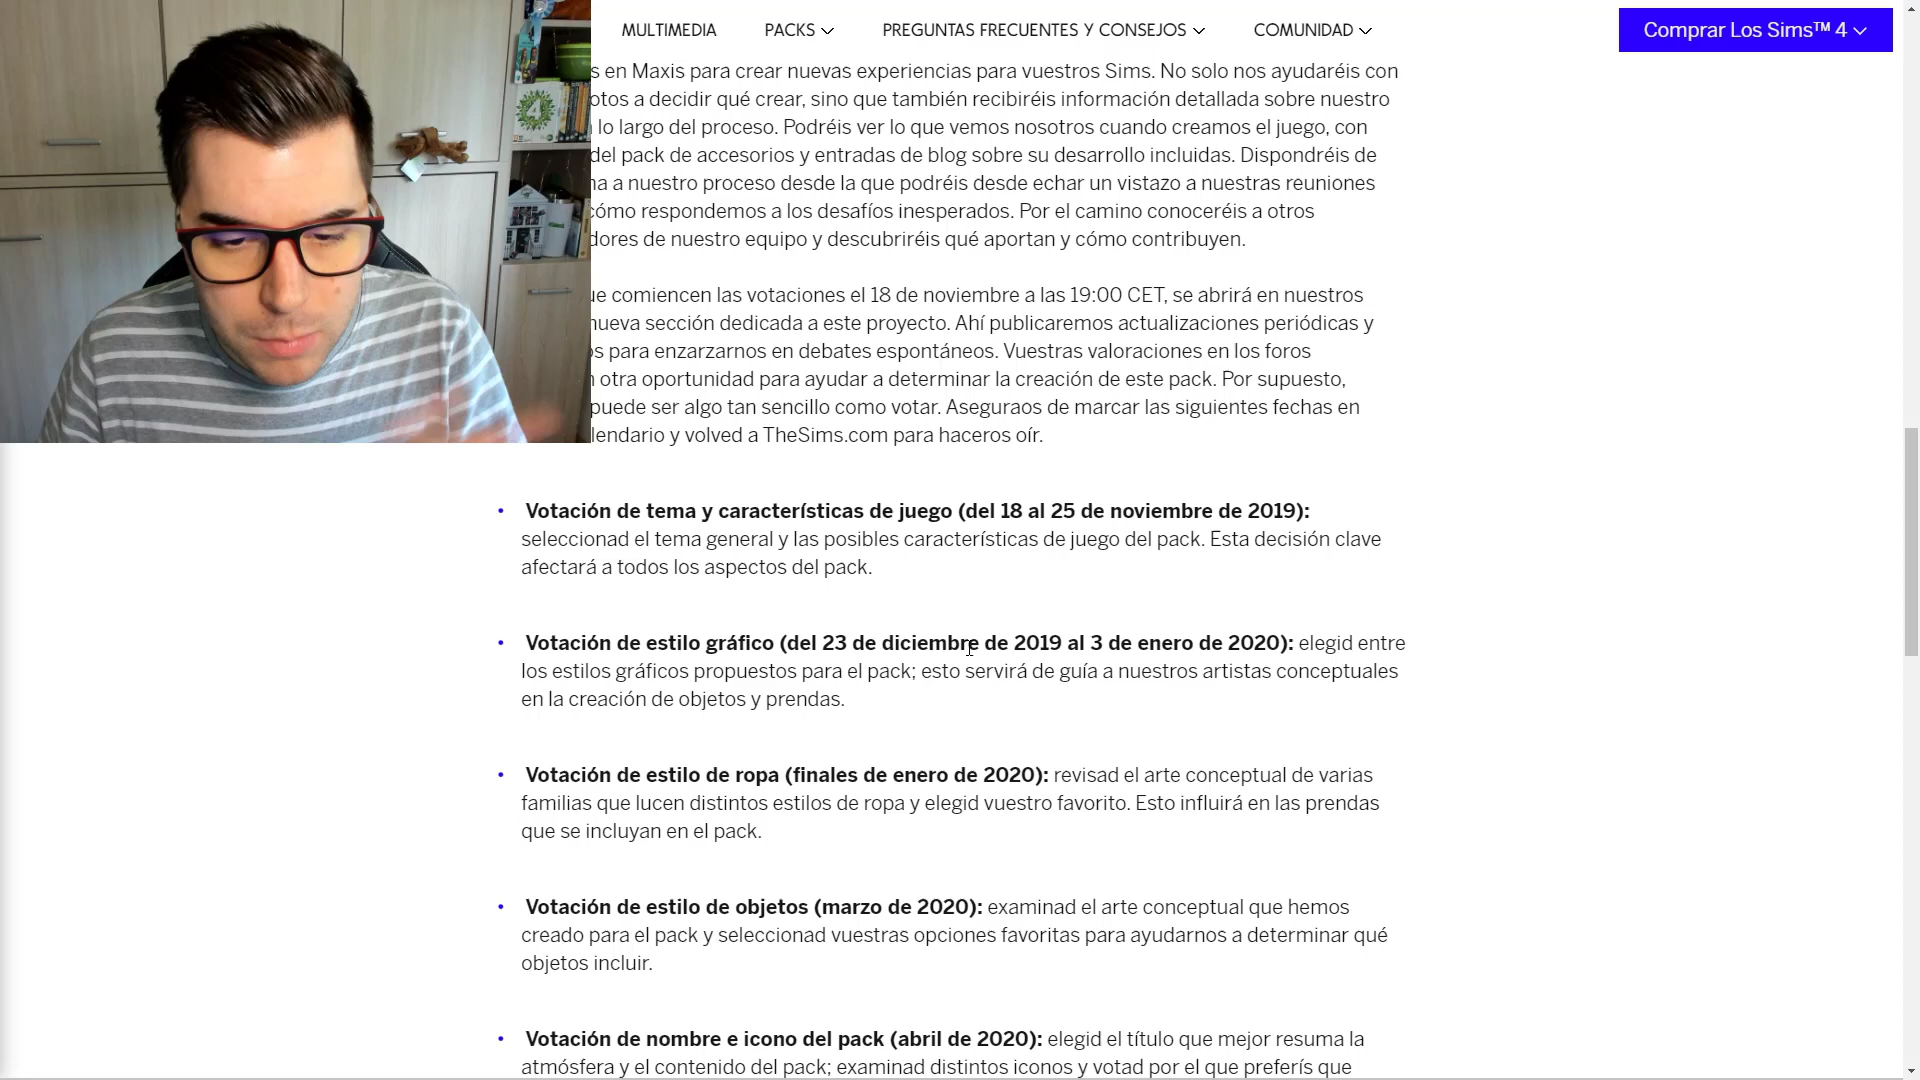 MULTIMEDIA PACKS PREGUNTAS FRECUENTES Y CONSEJOS COMUNIDAD Comprar Los Sims™ 4
s en Maxis para crear nuevas experiencias para vuestros Sims. No solo nos ayudaréis con
otos a decidir qué crear, sino que también recibiréis información detallada sobre nuestro
lo largo del proceso. Podréis ver lo que vemos nosotros cuando creamos el juego, con
del pack de accesorios y entradas de blog sobre su desarrollo incluidas. Dispondréis de
na a nuestro proceso desde la que podréis desde echar un vistazo a nuestras reuniones
cómo respondemos a los desafíos inesperados. Por el camino conoceréis a otros
dores de nuestro equipo y descubriréis qué aportan y cómo contribuyen.
ue comiencen las votaciones el 18 de noviembre a las 19:00 CET, se abrirá en nuestros
nueva sección dedicada a este proyecto. Ahí publicaremos actualizaciones periódicas y
os para enzarzarnos en debates espontáneos. Vuestras valoraciones en los foros
n otra oportunidad para ayudar a determinar la creación de este pack. Por supuesto,
puede ser algo tan sencillo como votar. Aseguraos de marcar las siguientes fechas en
lendario y volved a TheSims.com para haceros oír.
• Votación de tema y características de juego (del 18 al 25 de noviembre de 2019):
seleccionad el tema general y las posibles características de juego del pack. Esta decisión clave
afectará a todos los aspectos del pack.
• Votación de estilo gráfico (del 23 de diciembre de 2019 al 3 de enero de 2020): elegid entre
los estilos gráficos propuestos para el pack; esto servirá de guía a nuestros artistas conceptuales
en la creación de objetos y prendas.
• Votación de estilo de ropa (finales de enero de 2020): revisad el arte conceptual de varias
familias que lucen distintos estilos de ropa y elegid vuestro favorito. Esto influirá en las prendas
que se incluyan en el pack.
• Votación de estilo de objetos (marzo de 2020): examinad el arte conceptual que hemos
creado para el pack y seleccionad vuestras opciones favoritas para ayudarnos a determinar qué
objetos incluir.
• Votación de nombre e icono del pack (abril de 2020): elegid el título que mejor resuma la
atmósfera y el contenido del pack; examinad distintos iconos y votad por el que preferís que